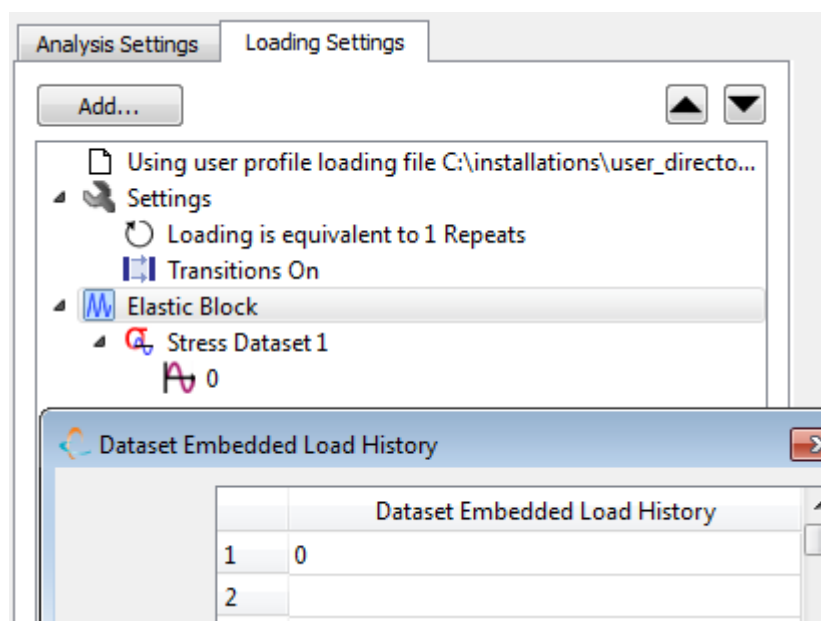 Analysis Settings
Loading Settings
Add...
Using user profile loading file C:\installations\user_directo...
Settings
Loading is equivalent to 1 Repeats
Transitions On
Elastic Block
Stress Dataset 1
0
Dataset Embedded Load History
Dataset Embedded Load History
1 0
2